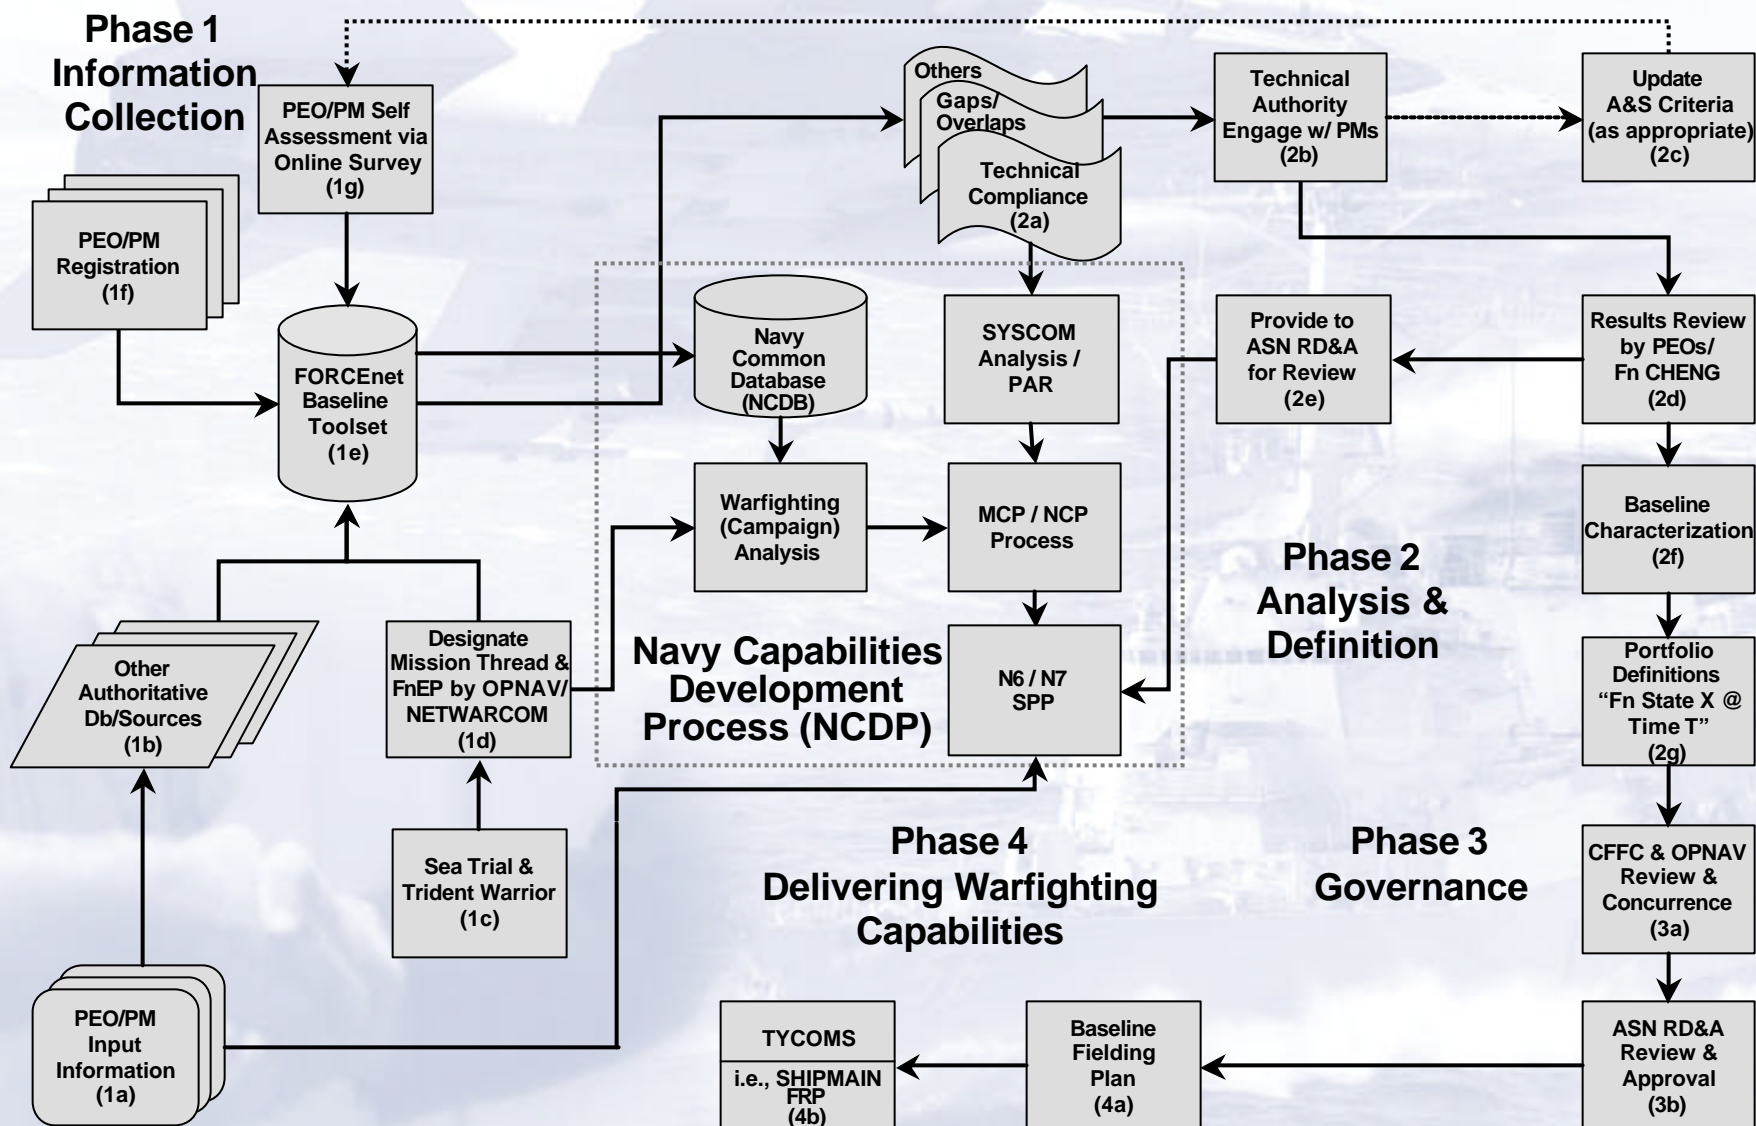 Phase 1
Information
Collection
PEO/PM Self
Assessment via
Online Survey
(1g)
PEO/PM
Registration
(1f)
FORCEnet
Baseline
Toolset
(1e)
Other
Authoritative
Db/Sources
(1b)
Designate
Mission Thread &
FnEP by OPNAV/
NETWARCOM
(1d)
Sea Trial &
Trident Warrior
(1c)
PEO/PM
Input
Information
(1a)
Others
Gaps/
Overlaps
Technical
Compliance
(2a)
Technical
Authority
Engage w/ PMs
(2b)
Update
A&S Criteria
(as appropriate)
(2c)
Navy
Common
Database
(NCDB)
SYSCOM
Analysis /
PAR
Warfighting
(Campaign)
Analysis
MCP / NCP
Process
N6 / N7
SPP
Navy Capabilities
Development
Process (NCDP)
Provide to
ASN RD&A
for Review
(2e)
Results Review
by PEOs/
Fn CHENG
(2d)
Phase 2
Analysis &
Definition
Baseline
Characterization
(2f)
Portfolio
Definitions
“Fn State X @
Time T”
(2g)
Phase 3
Governance
CFFC & OPNAV
Review &
Concurrence
(3a)
ASN RD&A
Review &
Approval
(3b)
Phase 4
Delivering Warfighting
Capabilities
Baseline
Fielding
Plan
(4a)
TYCOMS
i.e., SHIPMAIN
FRP
(4b)